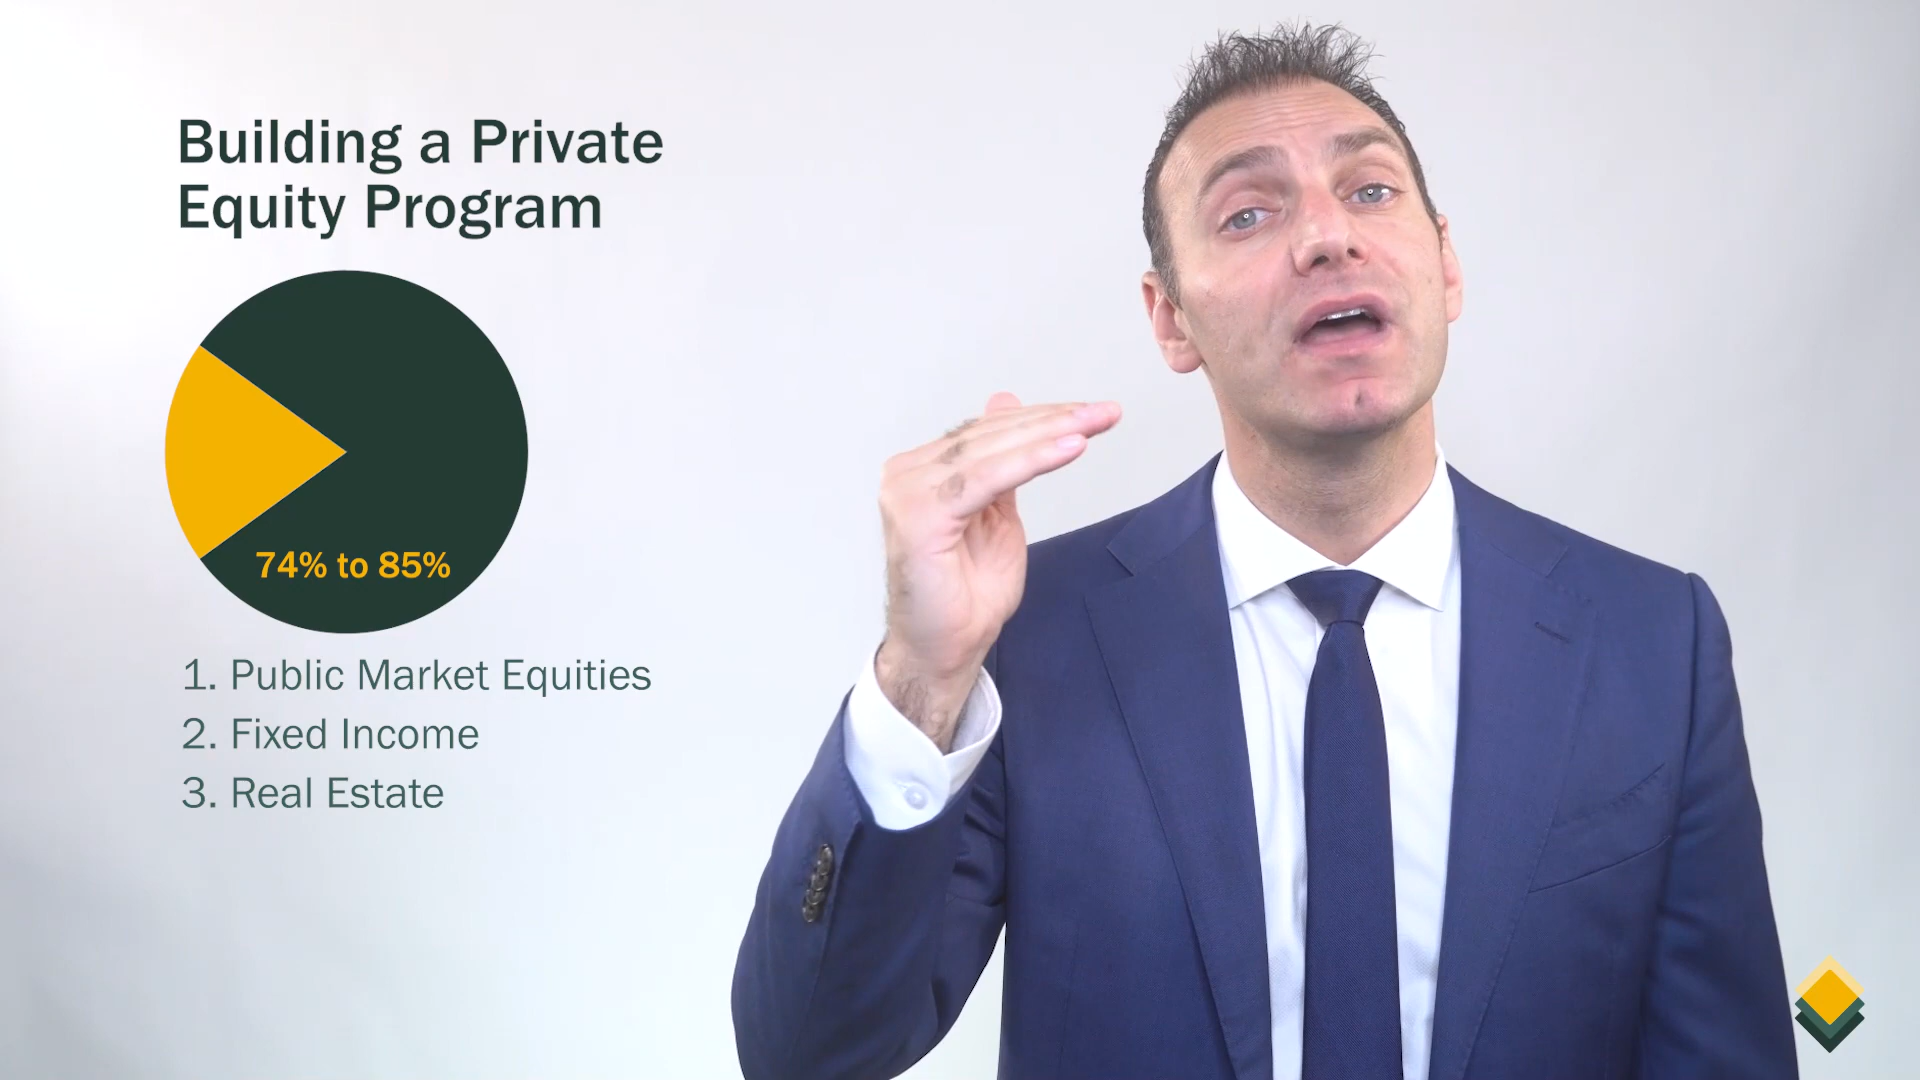 Building a Private
Equity Program
74% to 85%
1. Public Market Equities
2. Fixed Income
3. Real Estate